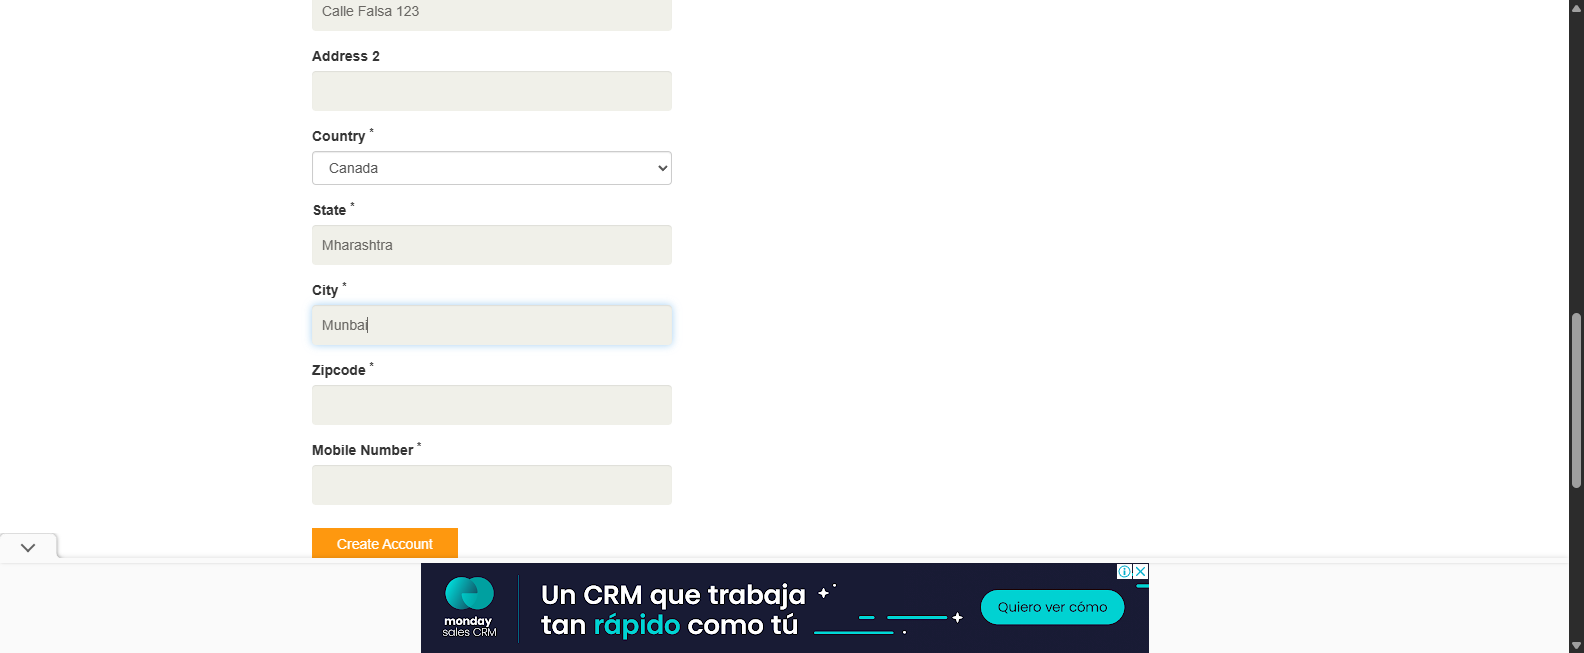 Calle Falsa 123
Address 2
Country *
Canada
State *
Mharashtra
City *
Munbai
Zipcode *
Mobile Number *
Create Account
monday
sales CRM
Un CRM que trabaja
tan rápido como tú
Quiero ver cómo